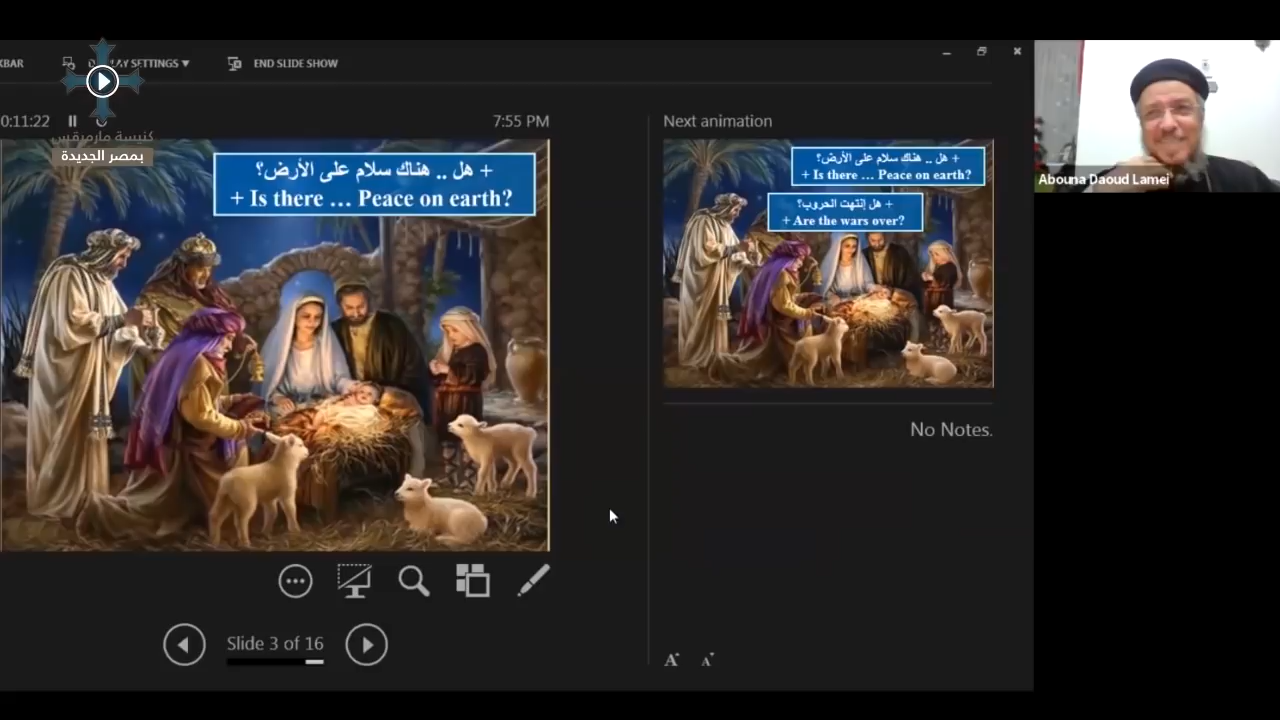 KBAR
SETTINGS ▾
END SLIDE SHOW
0:11:22
7:55 PM
Next animation
كنيسة مارمرقس
بمصر الجديدة
+ هل .. هناك سلام على الأرض؟
+ Is there ... Peace on earth?
+ هل .. هناك سلام على الأرض؟
+ Is there ... Peace on earth?
+ هل إنتهت الحروب؟
+ Are the wars over?
Abouna Daoud Lamei
No Notes.
Slide 3 of 16
A A